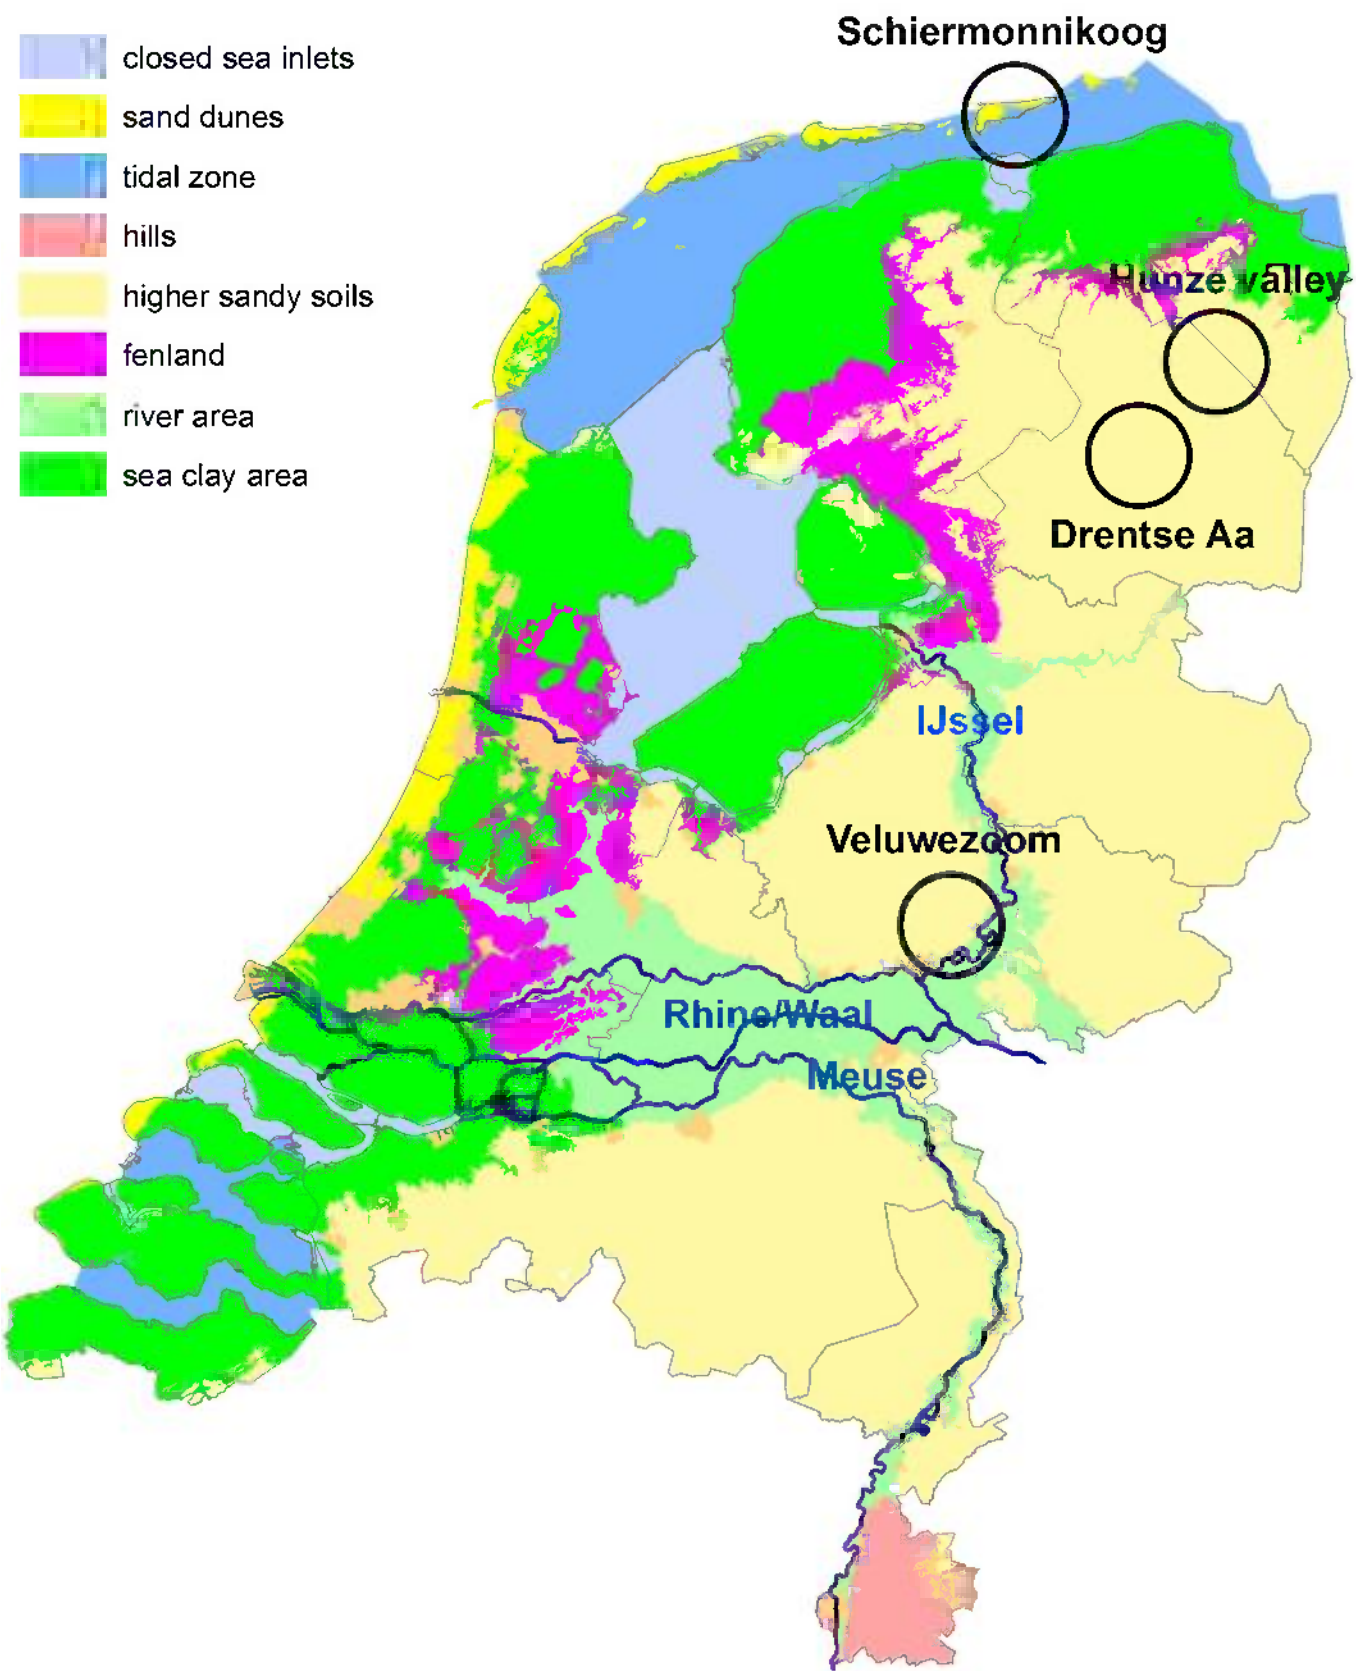 Schiermonnikoog
closed sea inlets
sand dunes
tidal zone
hills
higher sandy soils
fenland
river area
sea clay area
Hunze valley
Drentse Aa
IJssel
Veluwezoom
Rhine/Waal
Meuse